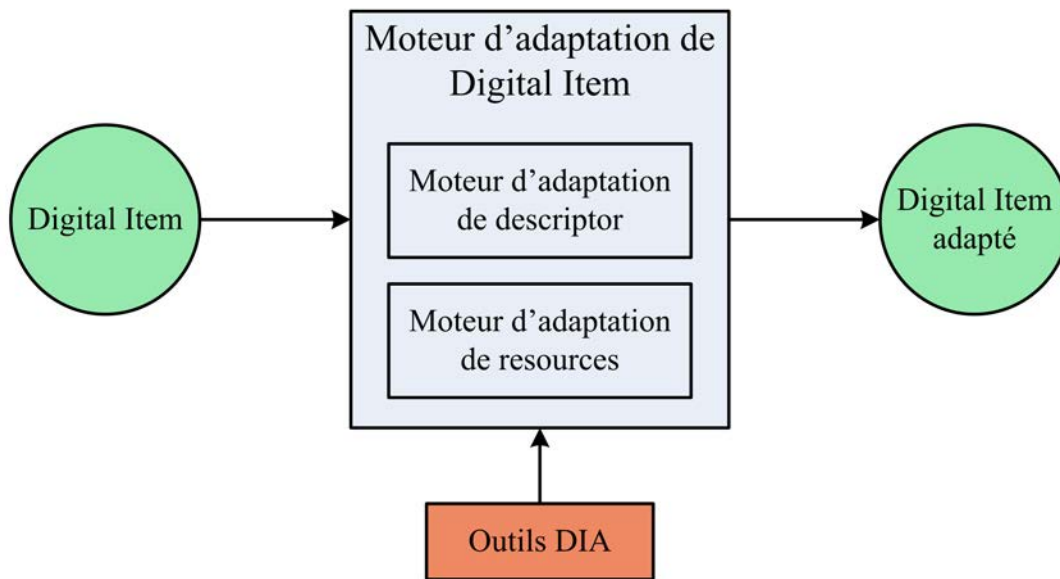 Moteur d’adaptation de
Digital Item
Digital Item
Moteur d’adaptation
de descriptor
Digital Item
adapté
Moteur d’adaptation
de resources
Outils DIA